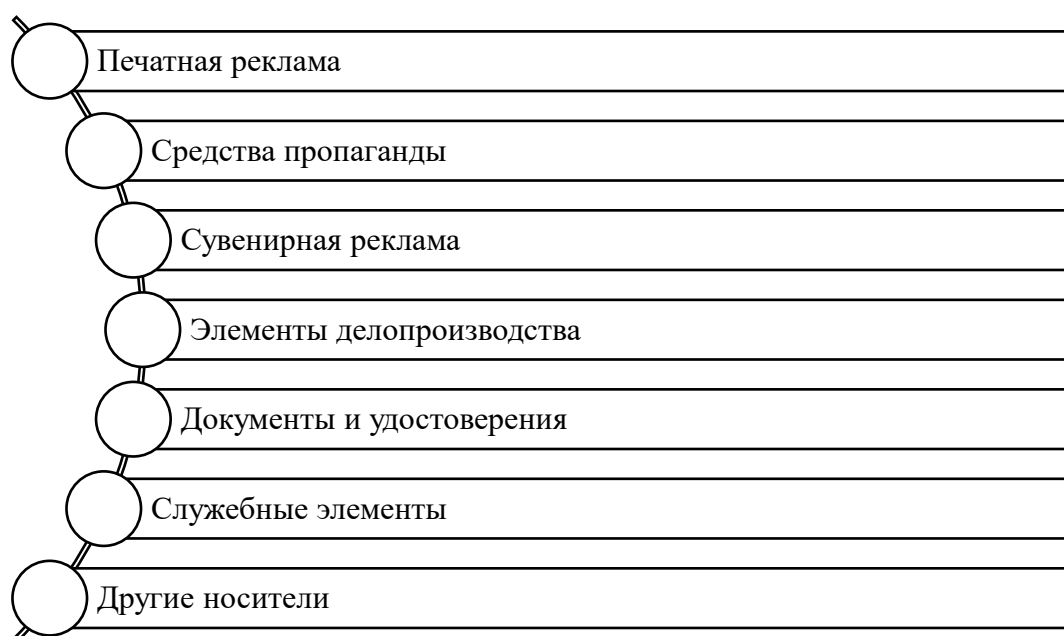 Печатная реклама
Средства пропаганды
Сувенирная реклама
Элементы делопроизводства
Документы и удостоверения
Служебные элементы
Другие носители